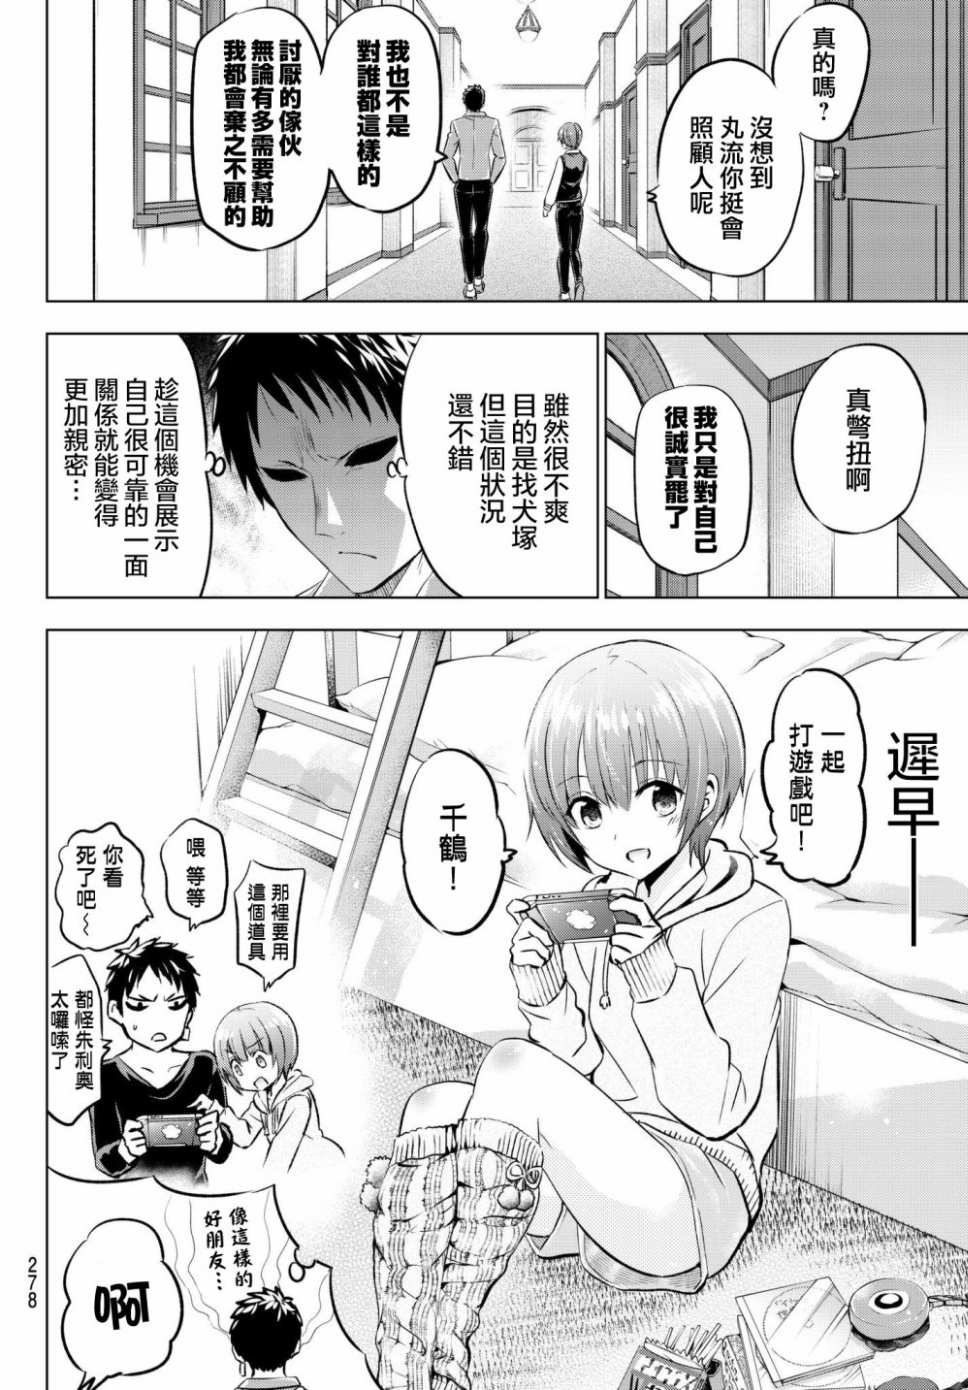 真的嗎？
沒想到
丸流你挺會
照顧人呢
我也不是
對誰都這樣的
討厭的傢伙
無論有多需要幫助
我都會棄之不顧的
真彆扭啊
我只是對自己
很誠實罷了
雖然很不爽
目的是找犬塚
但這個狀況
還不錯
趁這個機會展示
自己很可靠的一面
關係就能變得
更加親密…
遲早——
一起
打遊戲吧！
千鶴！
那裡要用
這個道具
喂 等等
你看
死了吧～
都怪朱利奧
太囉嗦了
像這樣的
好朋友…
啊
278